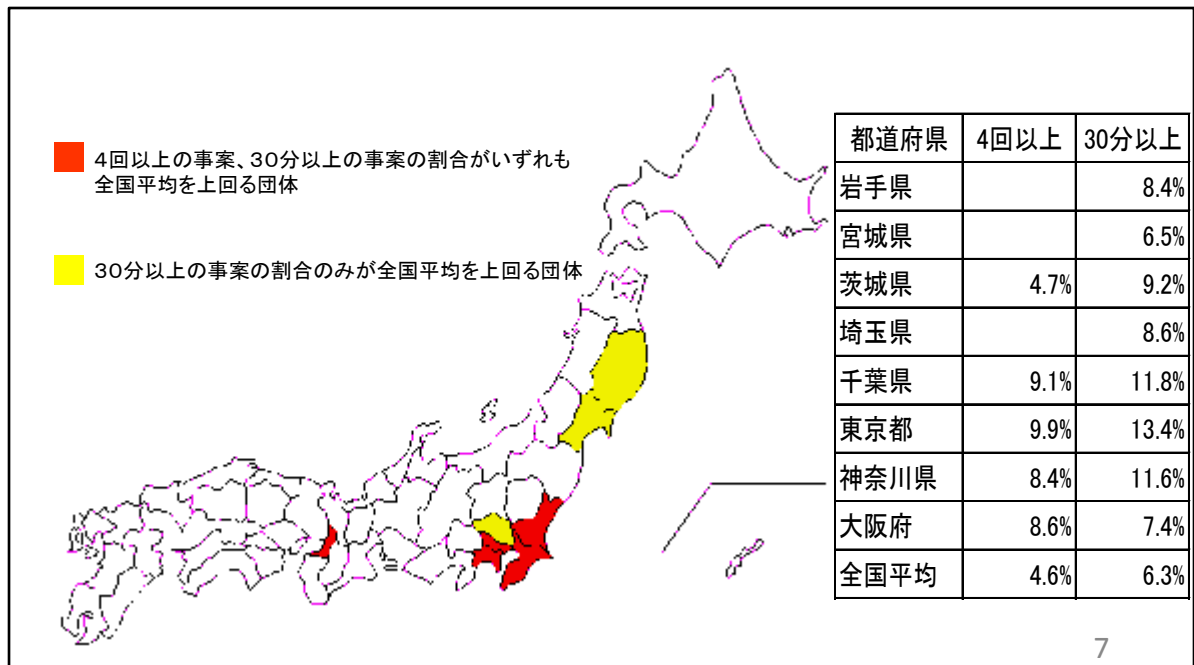 4回以上の事案、30分以上の事案の割合がいずれも
全国平均を上回る団体
30分以上の事案の割合のみが全国平均を上回る団体
都道府県 4回以上 30分以上
岩手県 8.4%
宮城県 6.5%
茨城県 4.7% 9.2%
埼玉県 8.6%
千葉県 9.1% 11.8%
東京都 9.9% 13.4%
神奈川県 8.4% 11.6%
大阪府 8.6% 7.4%
全国平均 4.6% 6.3%
7